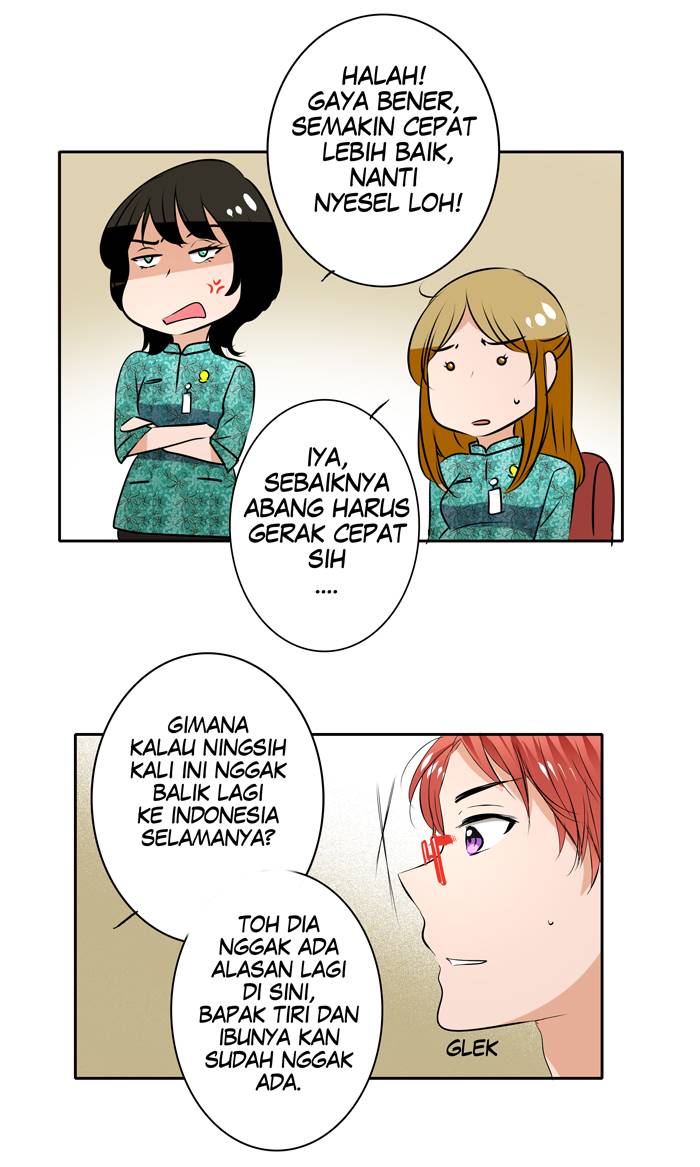 HALAH!
GAYA BENER,
SEMAKIN CEPAT
LEBIH BAIK,
NANTI
NYESEL LOH!
IYA,
SEBAIKNYA
ABANG HARUS
GERAK CEPAT
SIH
....
GIMANA
KALAU NINGSIH
KALI INI NGGAK
BALIK LAGI
KE INDONESIA
SELAMANYA?
TOH DIA
NGGAK ADA
ALASAN LAGI
DI SINI,
BAPAK TIRI DAN
IBUNYA KAN
SUDAH NGGAK
ADA.
GLEK